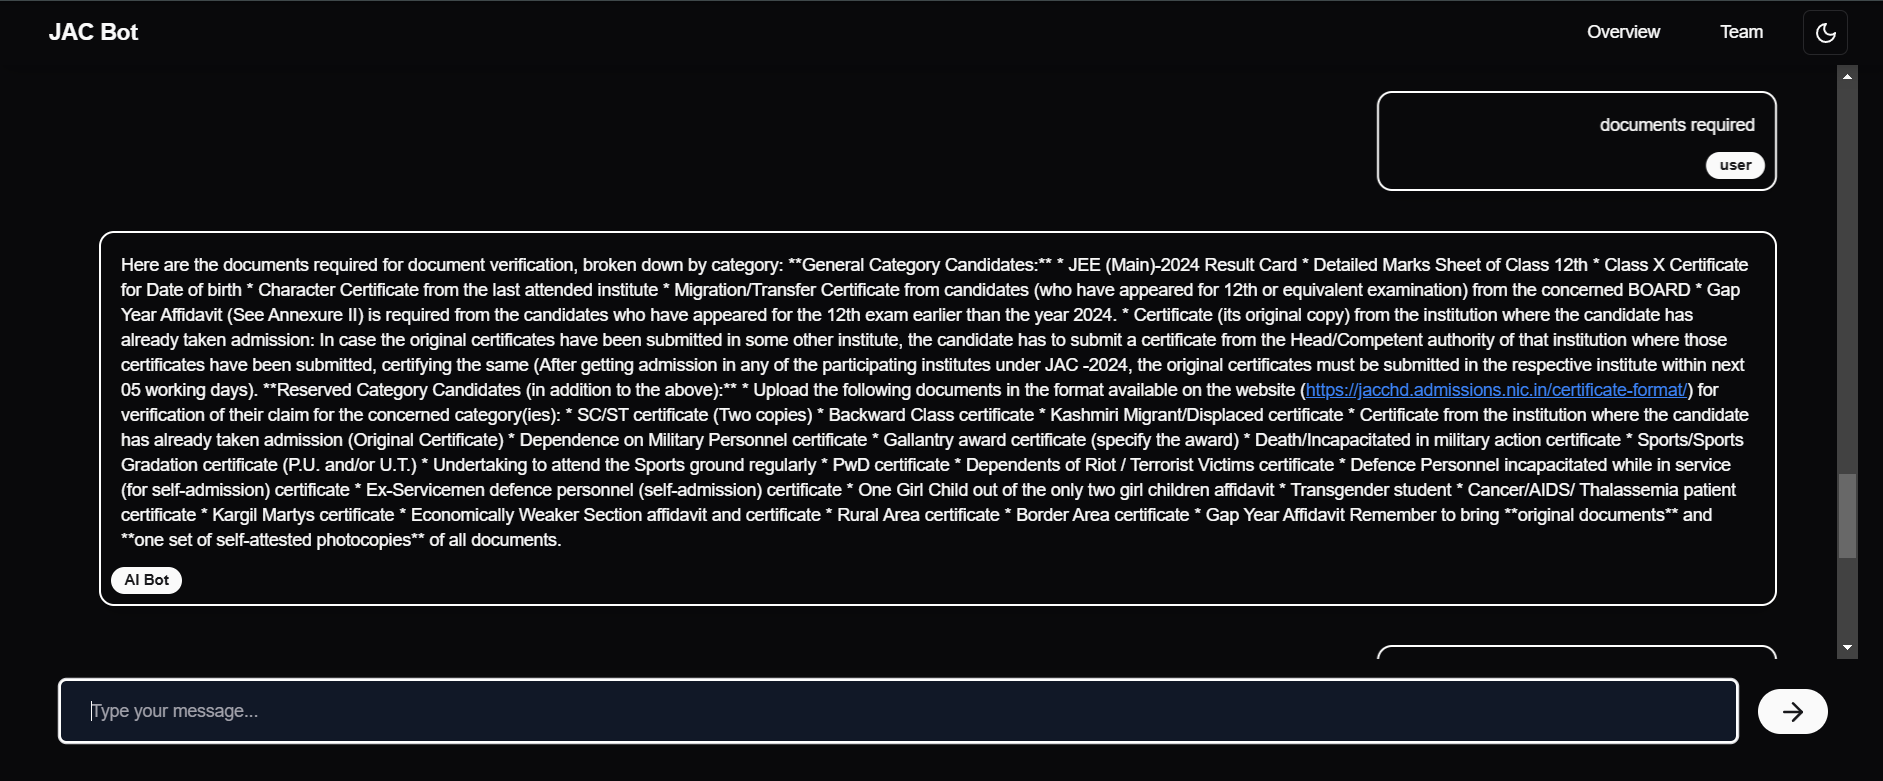 JAC Bot
Overview
Team
documents required
user
Here are the documents required for document verification, broken down by category: **General Category Candidates:** * JEE (Main)-2024 Result Card * Detailed Marks Sheet of Class 12th * Class X Certificate
for Date of birth * Character Certificate from the last attended institute * Migration/Transfer Certificate from candidates (who have appeared for 12th or equivalent examination) from the concerned BOARD * Gap
Year Affidavit (See Annexure II) is required from the candidates who have appeared for the 12th exam earlier than the year 2024. * Certificate (its original copy) from the institution where the candidate has
already taken admission: In case the original certificates have been submitted in some other institute, the candidate has to submit a certificate from the Head/Competent authority of that institution where those
certificates have been submitted, certifying the same (After getting admission in any of the participating institutes under JAC -2024, the original certificates must be submitted in the respective institute within next
05 working days). **Reserved Category Candidates (in addition to the above):** * Upload the following documents in the format available on the website (https://jacchd.admissions.nic.in/certificate-format/) for
verification of their claim for the concerned category(ies): * SC/ST certificate (Two copies) * Backward Class certificate * Kashmiri Migrant/Displaced certificate * Certificate from the institution where the candidate
has already taken admission (Original Certificate) * Dependence on Military Personnel certificate * Gallantry award certificate (specify the award) * Death/Incapacitated in military action certificate * Sports/Sports
Gradation certificate (P.U. and/or U.T.) * Undertaking to attend the Sports ground regularly * PwD certificate * Dependents of Riot / Terrorist Victims certificate * Defence Personnel incapacitated while in service
(for self-admission) certificate * Ex-Servicemen defence personnel (self-admission) certificate * One Girl Child out of the only two girl children affidavit * Transgender student * Cancer/AIDS/ Thalassemia patient
certificate * Kargil Martys certificate * Economically Weaker Section affidavit and certificate * Rural Area certificate * Border Area certificate * Gap Year Affidavit Remember to bring **original documents** and
**one set of self-attested photocopies** of all documents.
AI Bot
Type your message...